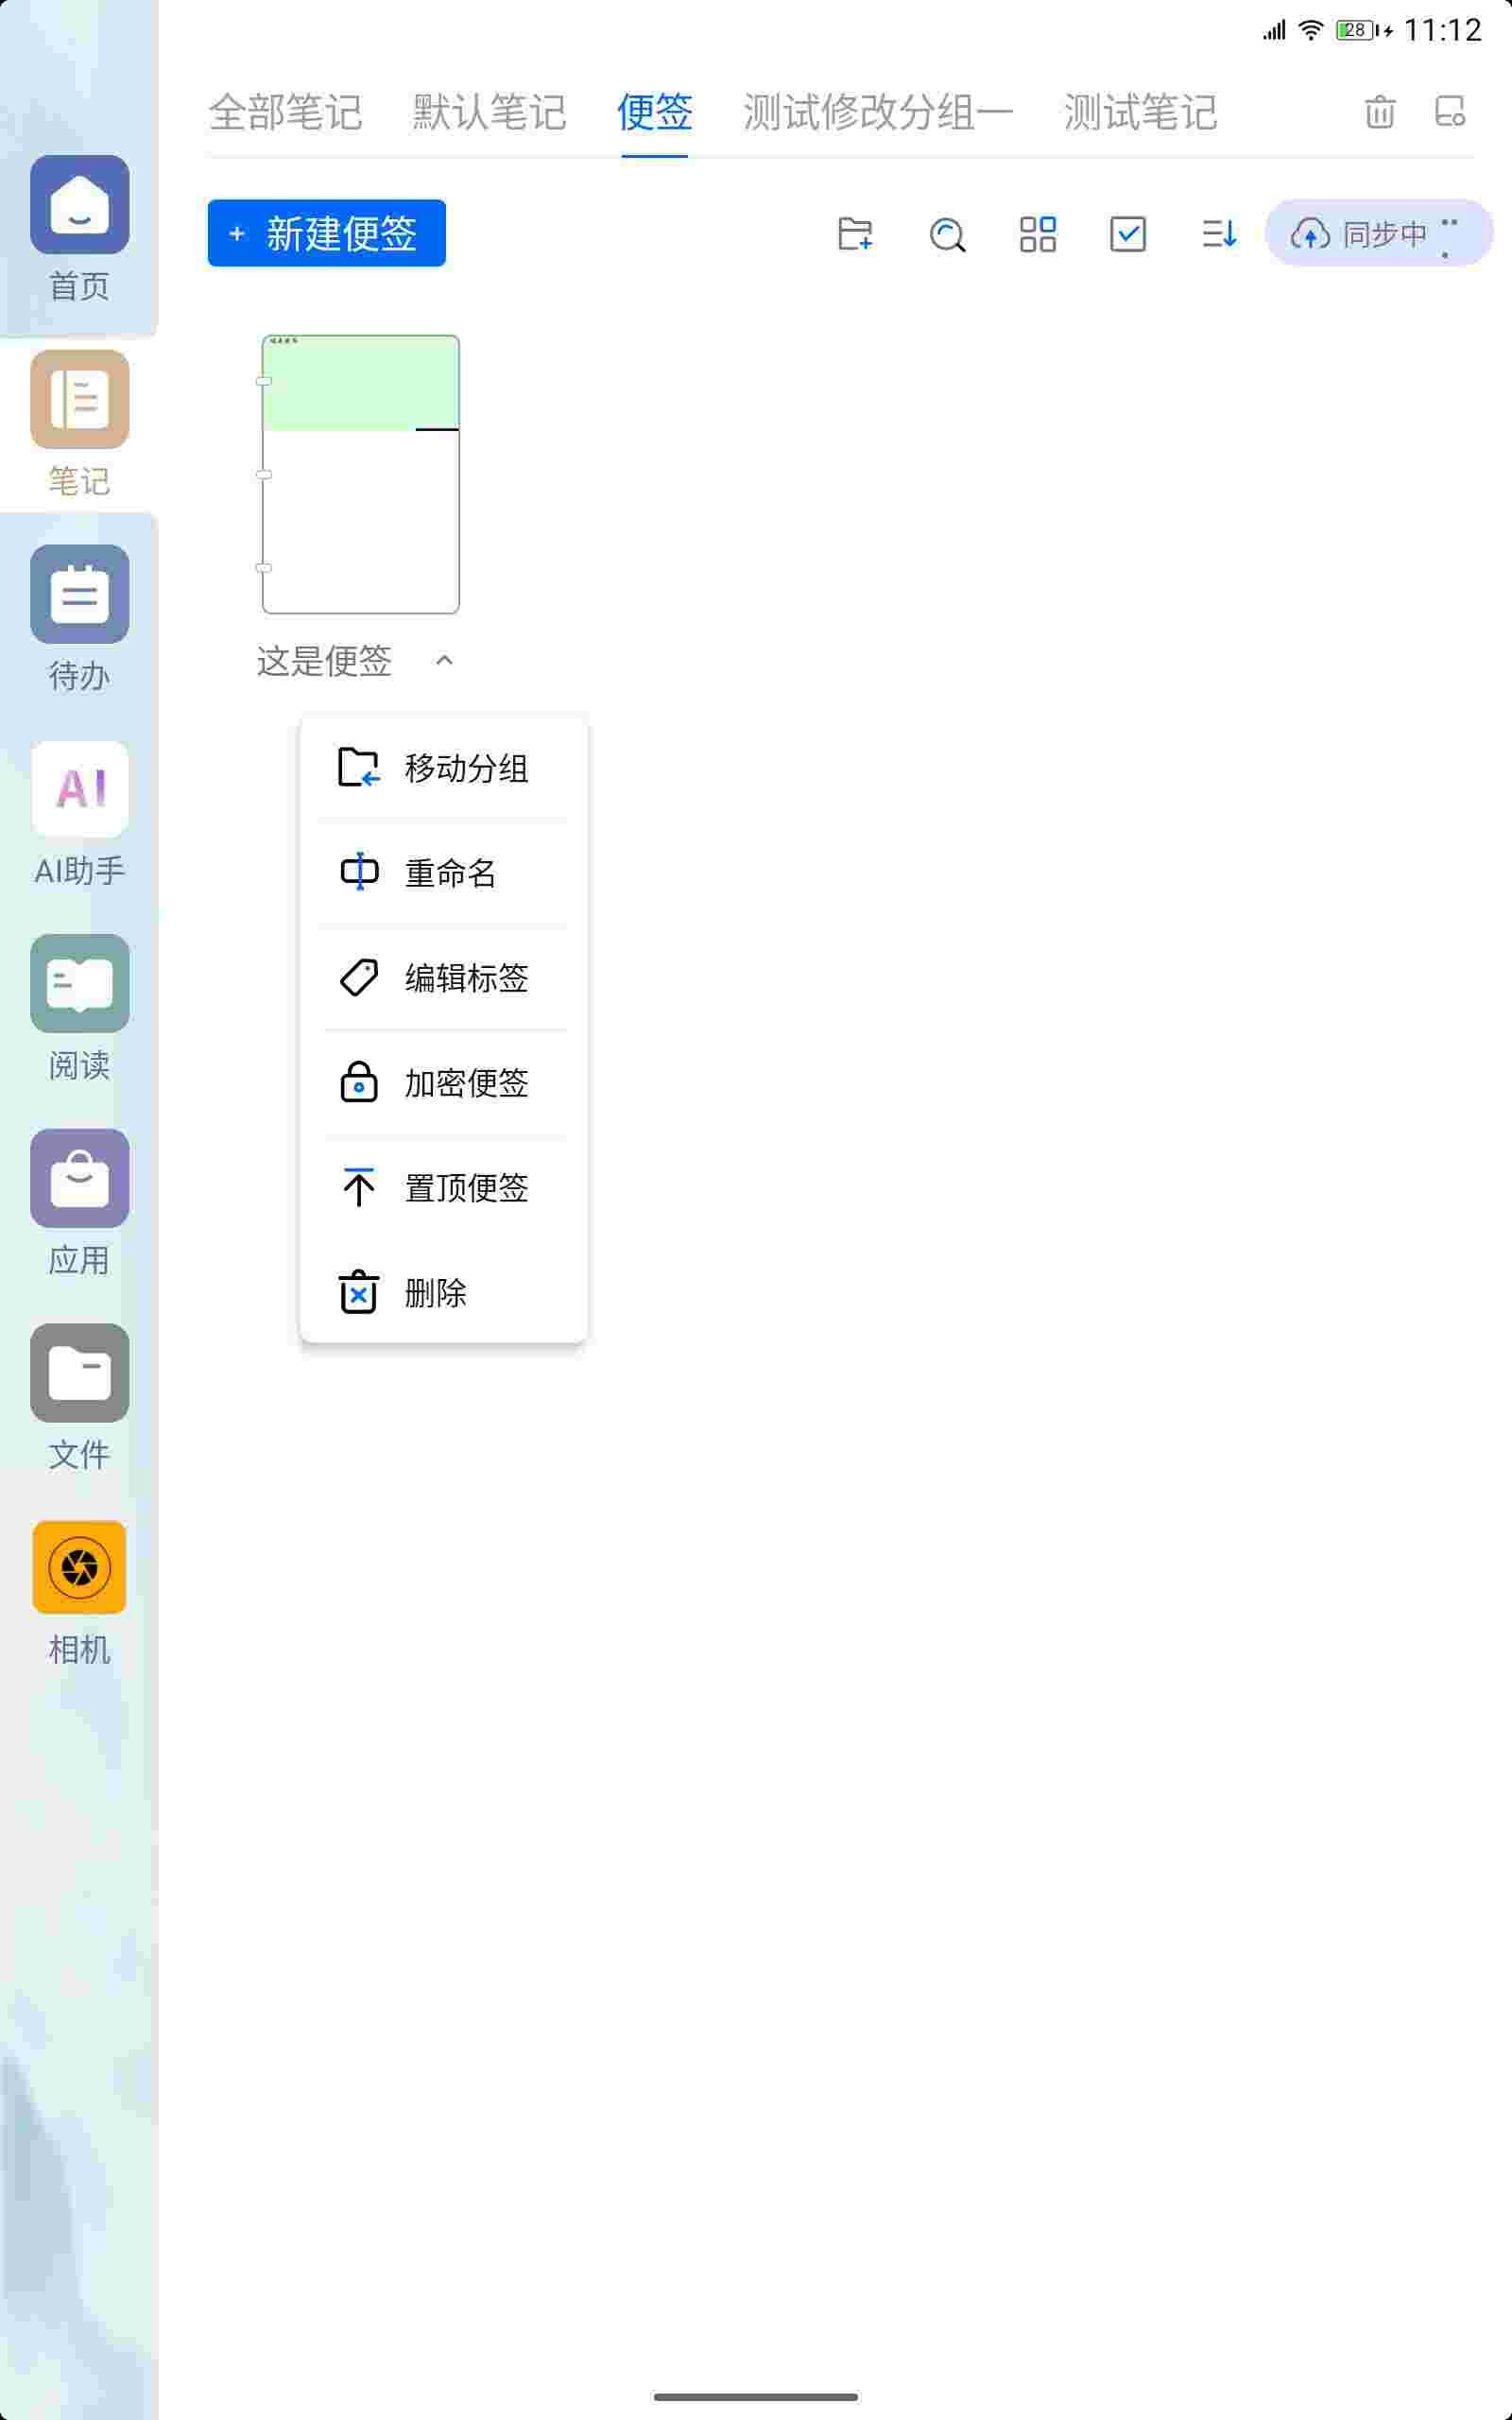 28 11:12
全部笔记 默认笔记 便签 测试修改分组一 测试笔记
+ 新建便签
同步中
首页
笔记
待办
AI
AI助手
阅读
应用
文件
相机
这是便签
移动分组
重命名
编辑标签
加密便签
置顶便签
删除